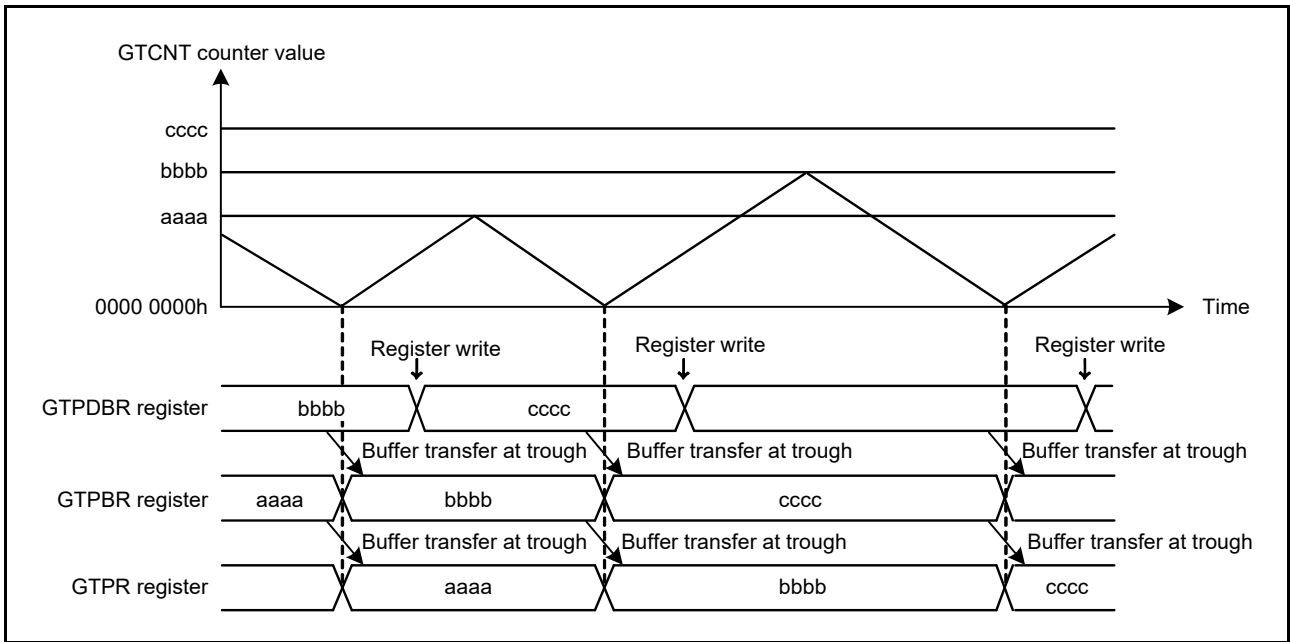 GTCNT counter value
cccc
bbbb
aaaa
0000 0000h
Time
Register write
Register write
Register write
GTPDBR register
bbbb
cccc
Buffer transfer at trough
Buffer transfer at trough
Buffer transfer at trough
GTPBR register
aaaa
bbbb
cccc
Buffer transfer at trough
Buffer transfer at trough
Buffer transfer at trough
GTPR register
aaaa
bbbb
cccc